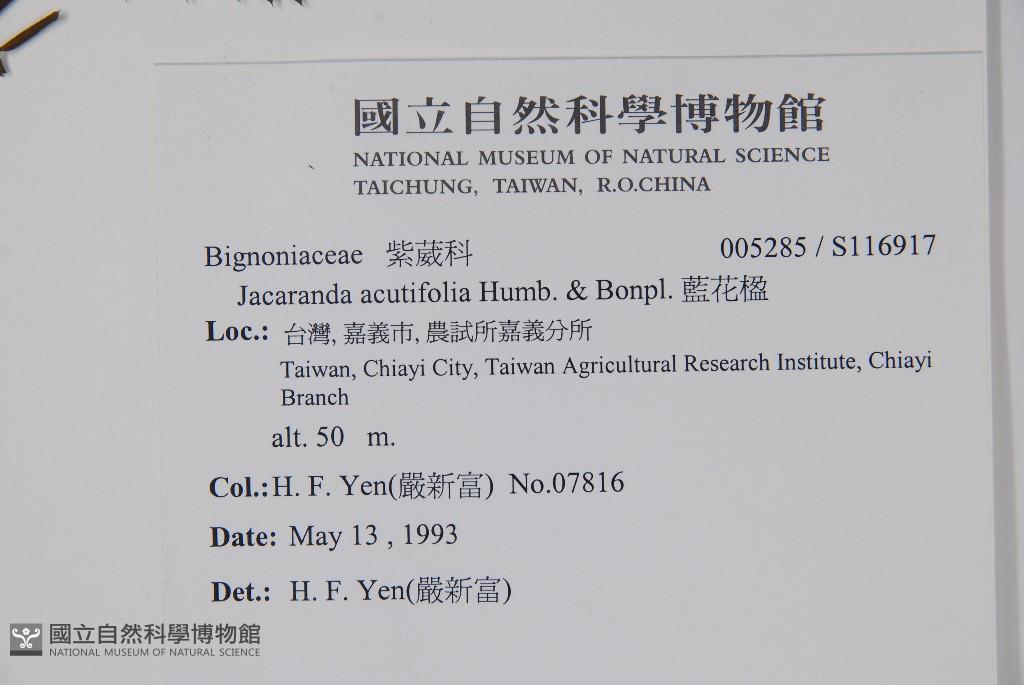 國立自然科學博物館
NATIONAL MUSEUM OF NATURAL SCIENCE
TAICHUNG, TAIWAN, R.O.CHINA
Bignoniaceae 紫葳科 005285 / S116917
Jacaranda acutifolia Humb. & Bonpl. 藍花楹
Loc.: 台灣, 嘉義市, 農試所嘉義分所
Taiwan, Chiayi City, Taiwan Agricultural Research Institute, Chiayi
Branch
alt. 50 m.
Col.: H. F. Yen(嚴新富) No.07816
Date: May 13 , 1993
Det.: H. F. Yen(嚴新富)
國立自然科學博物館
NATIONAL MUSEUM OF NATURAL SCIENCE